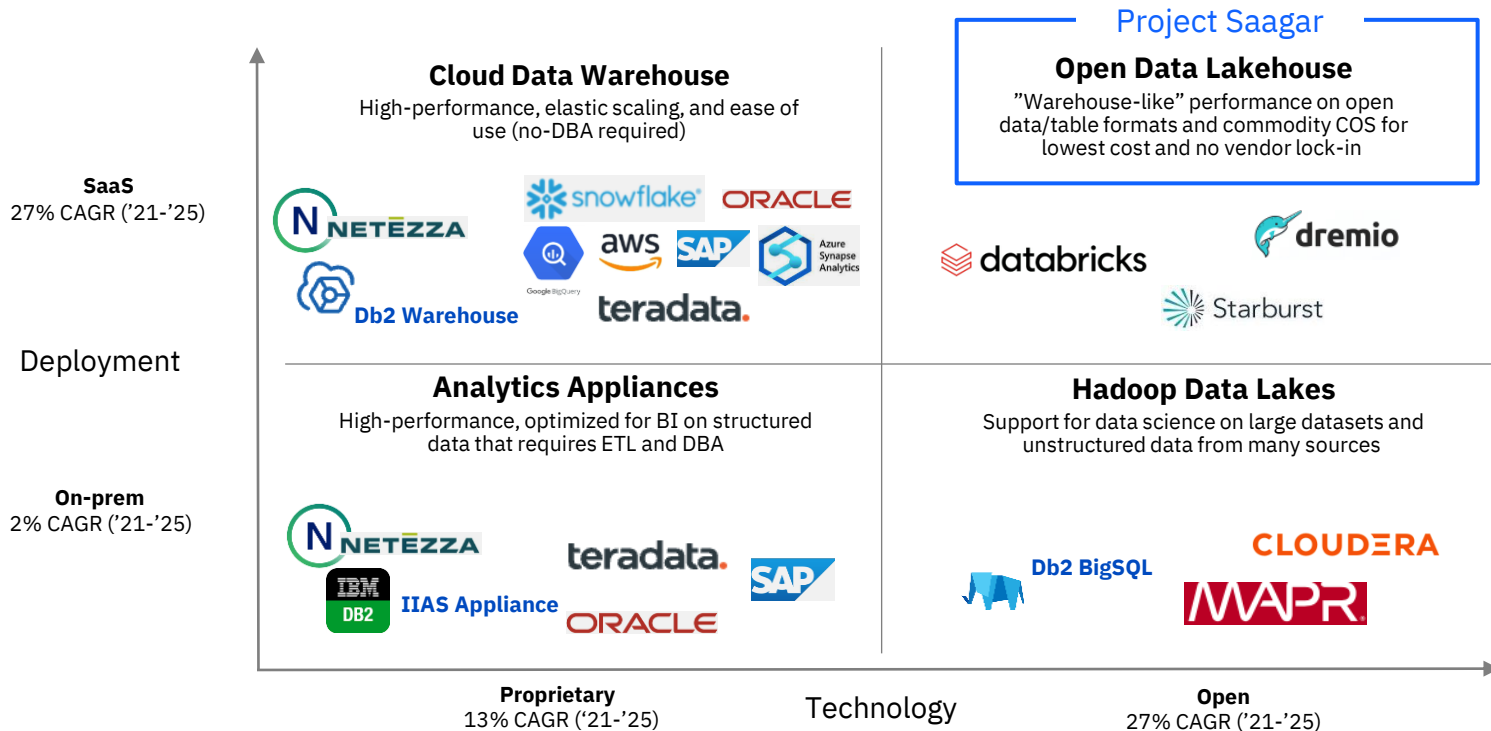 Project Saagar
Cloud Data Warehouse
High-performance, elastic scaling, and ease of
use (no-DBA required)
Open Data Lakehouse
”Warehouse-like” performance on open
data/table formats and commodity COS for
lowest cost and no vendor lock-in
SaaS
27% CAGR (’21-’25)
N NETĒZZA
snowflake®
ORACLE
Google BigQuery
aws
SAP
Azure
Synapse
Analytics
Db2 Warehouse
teradata.
databricks
dremio
Starburst
Deployment
Analytics Appliances
High-performance, optimized for BI on structured
data that requires ETL and DBA
Hadoop Data Lakes
Support for data science on large datasets and
unstructured data from many sources
On-prem
2% CAGR (’21-’25)
N NETĒZZA
teradata.
SAP
IBM
DB2
IIAS Appliance
ORACLE
Db2 BigSQL
CLOUDERA
MAPR®
Proprietary
13% CAGR (‘21-’25)
Technology
Open
27% CAGR (’21-’25)